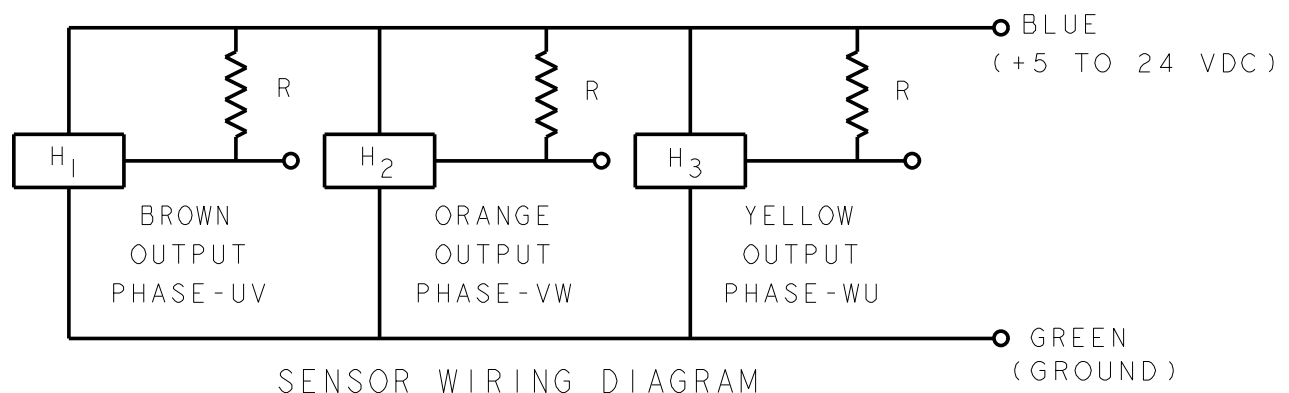 BLUE
(+5 TO 24 VDC)
R
R
R
H1
H2
H3
BROWN
OUTPUT
PHASE-UV
ORANGE
OUTPUT
PHASE-VW
YELLOW
OUTPUT
PHASE-WU
GREEN
(GROUND)
SENSOR WIRING DIAGRAM